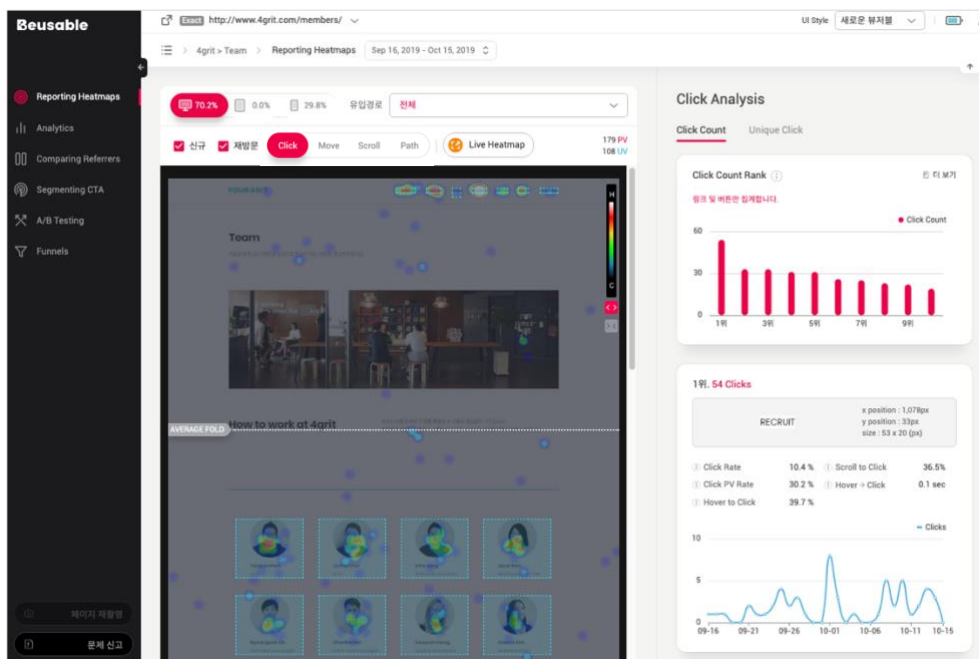 Beusable
Exact http://www.4grit.com/members/
UI Style 새로운 뷰저블
4grit > Team > Reporting Heatmaps Sep 16, 2019 - Oct 15, 2019
Reporting Heatmaps
Analytics
Comparing Referrers
Segmenting CTA
A/B Testing
Funnels
페이지 재촬영
문제 신고
70.2% 0.0% 29.8% 유입경로 전체
신규 재방문 Click Move Scroll Path Live Heatmap
179 PV
108 UV
H
C
Team
AVERAGE FOLD
How to work at 4grit
Click Analysis
Click Count Unique Click
Click Count Rank 더 보기
링크 및 버튼만 집계합니다.
Click Count
60
30
0
1위 3위 5위 7위 9위
1위. 54 Clicks
RECRUIT
x position : 1,078px
y position : 33px
size : 53 x 20 (px)
Click Rate 10.4 % Scroll to Click 36.5%
Click PV Rate 30.2 % Hover → Click 0.1 sec
Hover to Click 39.7 %
Clicks
10
5
0
09-16 09-21 09-26 10-01 10-06 10-11 10-15